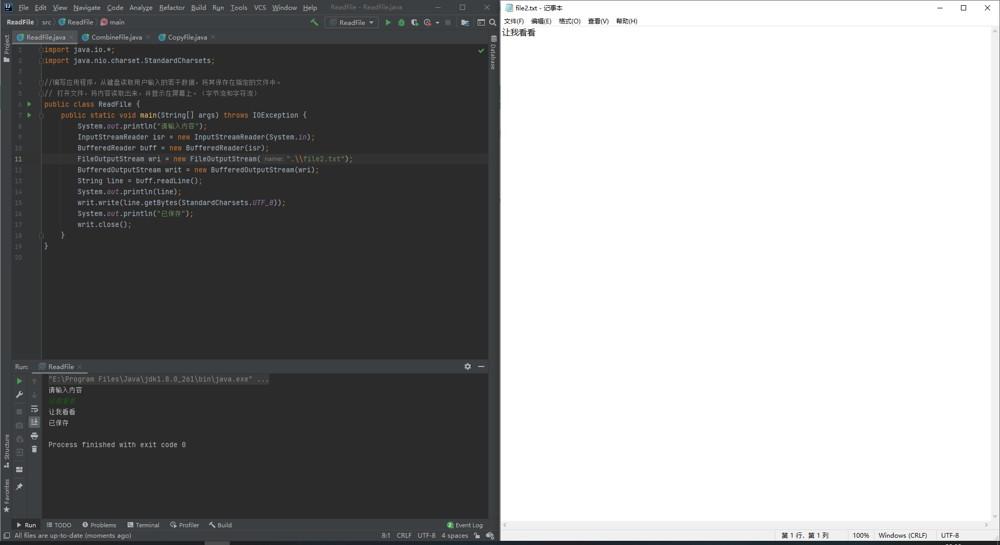 File Edit View Navigate Code Analyze Refactor Build Run Tools VCS Window Help ReadFile - ReadFile.java
ReadFile src ReadFile main ReadFile
ReadFile.java CombineFile.java CopyFile.java
Project
Database
1 import java.io.*;
2 import java.nio.charset.StandardCharsets;
3
4 //编写应用程序，从键盘读取用户输入的若干数据，将其保存在指定的文件中。
5 // 打开文件，将内容读取出来，并显示在屏幕上。（字节流和字符流）
6 public class ReadFile {
7 public static void main(String[] args) throws IOException {
8 System.out.println("请输入内容");
9 InputStreamReader isr = new InputStreamReader(System.in);
10 BufferedReader buff = new BufferedReader(isr);
11 FileOutputStream wri = new FileOutputStream( name: ".\\file2.txt");
12 BufferedOutputStream writ = new BufferedOutputStream(wri);
13 String line = buff.readLine();
14 System.out.println(line);
15 writ.write(line.getBytes(StandardCharsets.UTF_8));
16 System.out.println("已保存");
17 writ.close();
18 }
19 }
20
Run: ReadFile
"E:\Program Files\Java\jdk1.8.0_261\bin\java.exe" ...
请输入内容
让我看看
让我看看
已保存
Process finished with exit code 0
Structure
Favorites
Run TODO Problems Terminal Profiler Build 2 Event Log
All files are up-to-date (moments ago) 8:1 CRLF UTF-8 4 spaces
file2.txt - 记事本
文件(F) 编辑(E) 格式(O) 查看(V) 帮助(H)
让我看看
第 1 行，第 1 列 100% Windows (CRLF) UTF-8